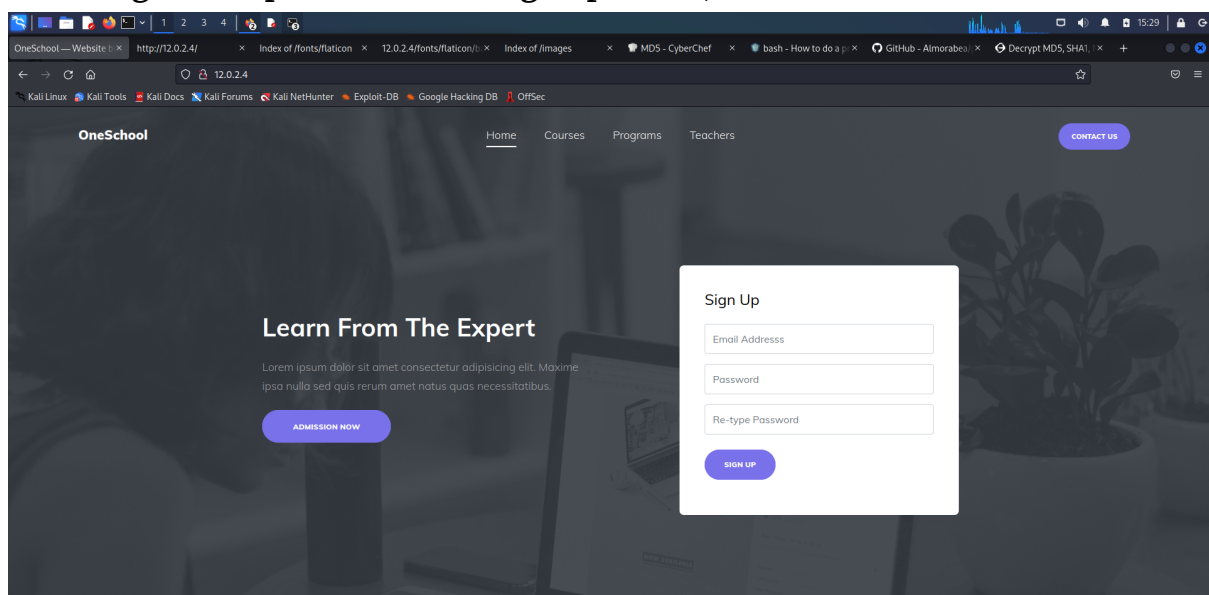 1 2 3 4 15:29
OneSchool — Website b × http://12.0.2.4/ × Index of /fonts/flaticon × 12.0.2.4/fonts/flaticon/b × Index of /images × MD5 - CyberChef × bash - How to do a p × GitHub - Almorabea/ × Decrypt MD5, SHA1, × +
12.0.2.4
Kali Linux Kali Tools Kali Docs Kali Forums Kali NetHunter Exploit-DB Google Hacking DB OffSec
OneSchool Home Courses Programs Teachers CONTACT US
Learn From The Expert
Lorem ipsum dolor sit amet consectetur adipisicing elit. Maxime
ipsa nulla sed quis rerum amet natus quas necessitatibus.
ADMISSION NOW
Sign Up
Email Addresss
Password
Re-type Password
SIGN UP